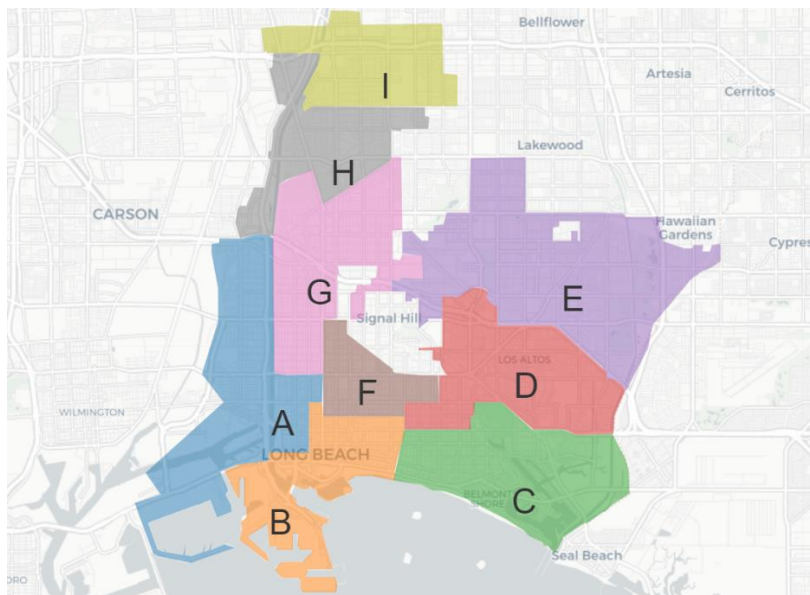 Bellflower
Artesia
Cerritos
I
Lakewood
H
CARSON
Hawaiian
Gardens
Cypres
G
E
Signal Hill
LOS ALTOS
D
F
WILMINGTON
A
LONG BEACH
BELMONT
SHORE
C
B
Seal Beach
ORO